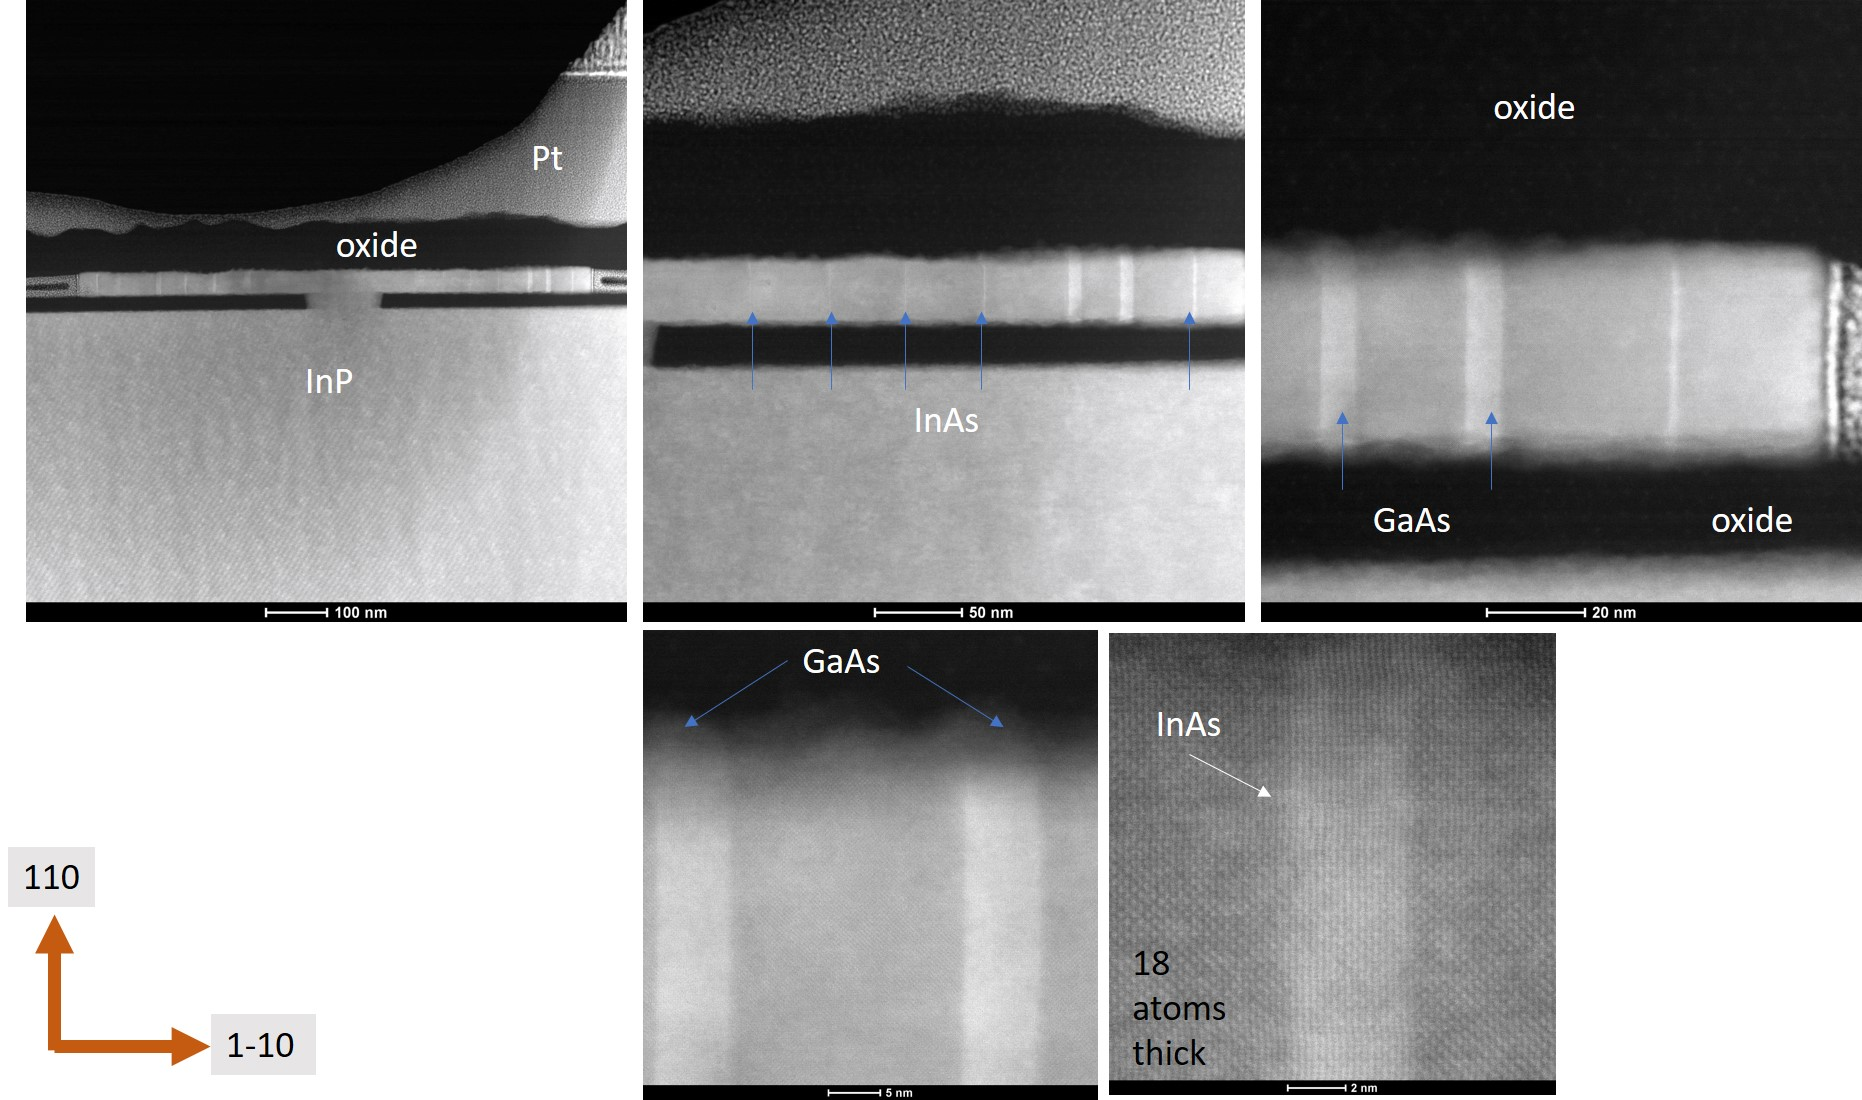 Pt
oxide
InP
100 nm
InAs
50 nm
oxide
GaAs
oxide
20 nm
GaAs
5 nm
InAs
18
atoms
thick
2 nm
110
1-10